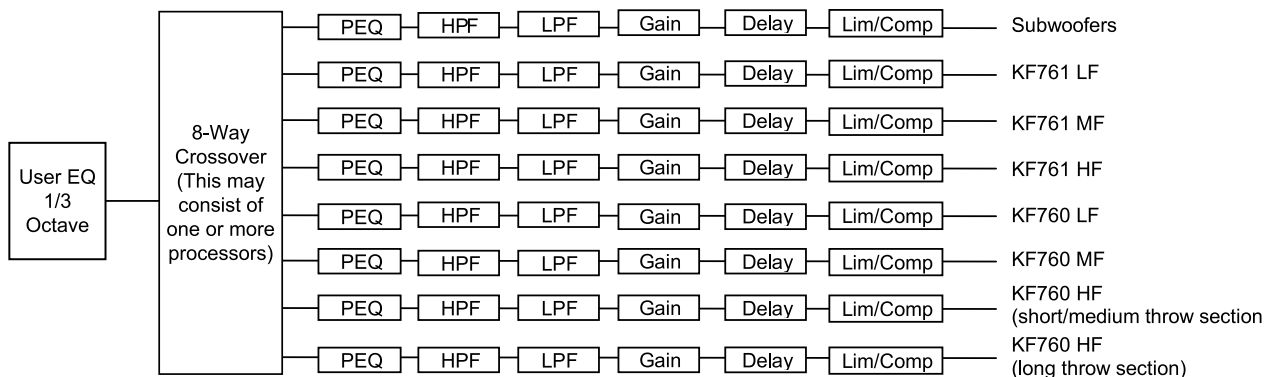 PEQ HPF LPF Gain Delay Lim/Comp Subwoofers
PEQ HPF LPF Gain Delay Lim/Comp KF761 LF
PEQ HPF LPF Gain Delay Lim/Comp KF761 MF
PEQ HPF LPF Gain Delay Lim/Comp KF761 HF
PEQ HPF LPF Gain Delay Lim/Comp KF760 LF
PEQ HPF LPF Gain Delay Lim/Comp KF760 MF
PEQ HPF LPF Gain Delay Lim/Comp KF760 HF
(short/medium throw section
PEQ HPF LPF Gain Delay Lim/Comp KF760 HF
(long throw section)
User EQ
1/3
Octave
8-Way
Crossover
(This may
consist of
one or more
processors)